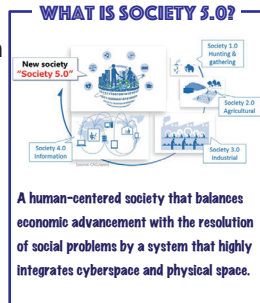 WHAT IS SOCIETY 5.0?
New society
"Society 5.0"
Society 1.0
Hunting &
gathering
Society 2.0
Agricultural
Society 3.0
Industrial
Society 4.0
Information
A human-centered society that balances
economic advancement with the resolution
of social problems by a system that highly
integrates cyberspace and physical space.